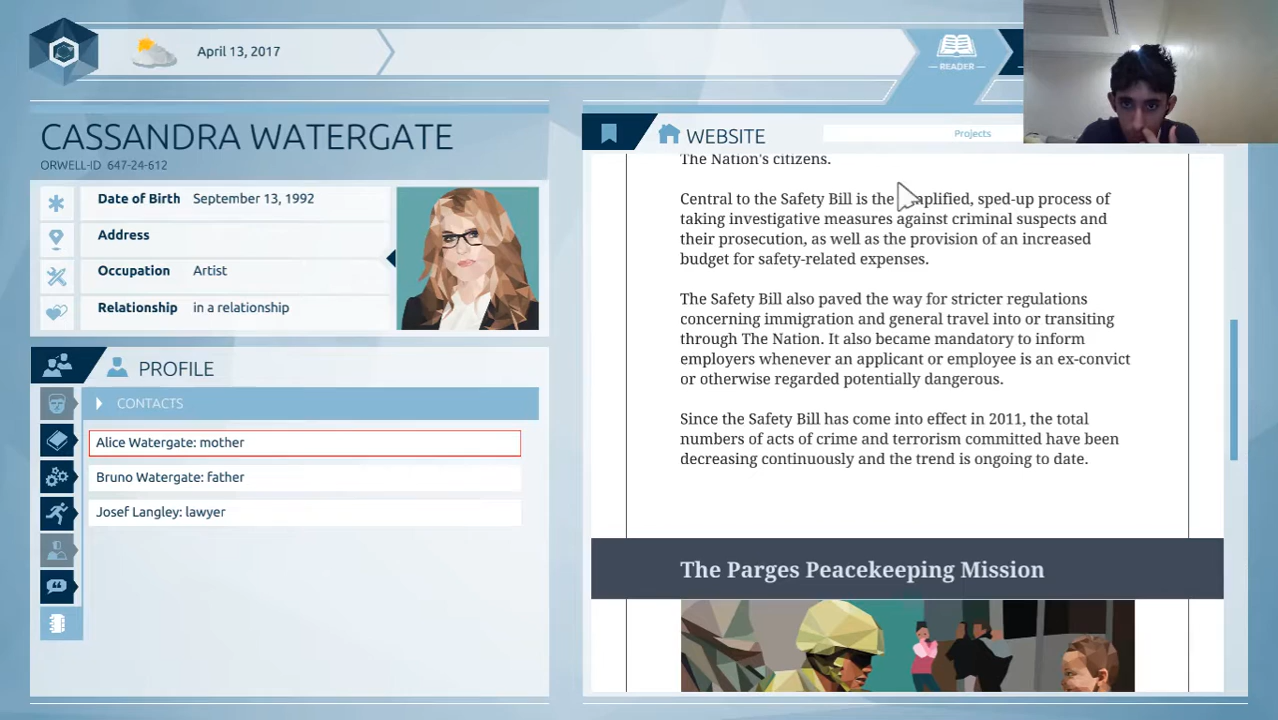 April 13, 2017
READER
CASSANDRA WATERGATE
ORWELL-ID 647-24-612
Date of Birth September 13, 1992
Address
Occupation Artist
Relationship in a relationship
PROFILE
CONTACTS
Alice Watergate: mother
Bruno Watergate: father
Josef Langley: lawyer
WEBSITE
Projects
The Nation's citizens.
Central to the Safety Bill is the plified, sped-up process of
taking investigative measures against criminal suspects and
their prosecution, as well as the provision of an increased
budget for safety-related expenses.
The Safety Bill also paved the way for stricter regulations
concerning immigration and general travel into or transiting
through The Nation. It also became mandatory to inform
employers whenever an applicant or employee is an ex-convict
or otherwise regarded potentially dangerous.
Since the Safety Bill has come into effect in 2011, the total
numbers of acts of crime and terrorism committed have been
decreasing continuously and the trend is ongoing to date.
The Parges Peacekeeping Mission